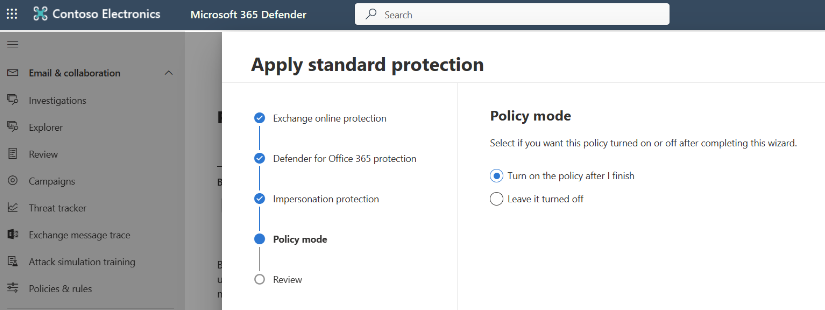 Contoso Electronics
Microsoft 365 Defender
Search
Email & collaboration
Investigations
Explorer
Review
Campaigns
Threat tracker
Exchange message trace
Attack simulation training
Policies & rules
Apply standard protection
Exchange online protection
Defender for Office 365 protection
Impersonation protection
Policy mode
Review
Policy mode
Select if you want this policy turned on or off after completing this wizard.
Turn on the policy after I finish
Leave it turned off